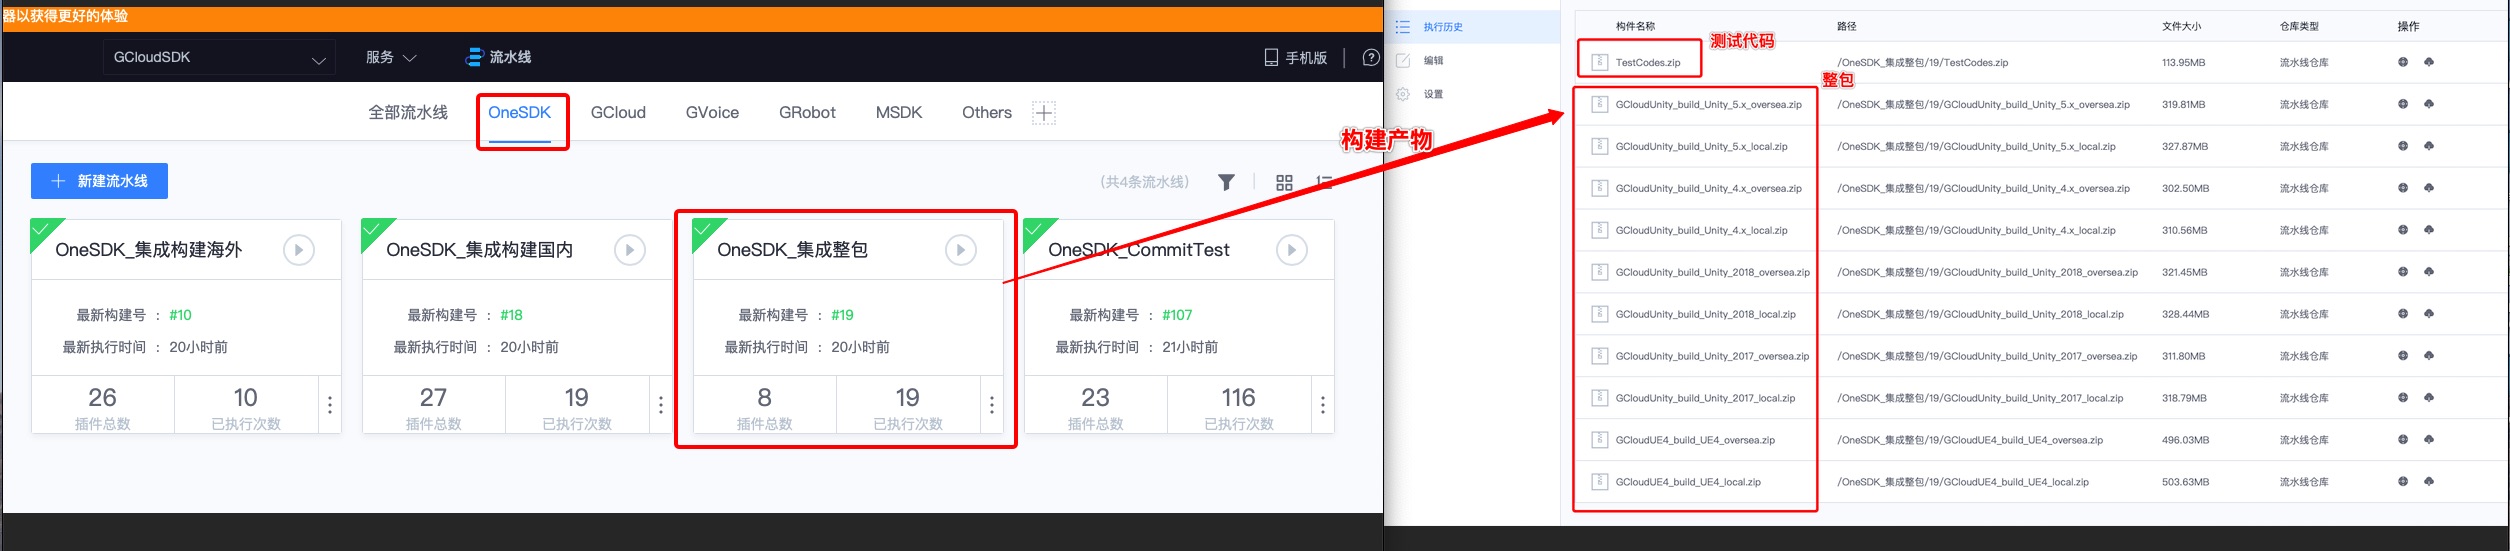 器以获得更好的体验
GCloudSDK
服务
流水线
手机版
全部流水线
OneSDK
GCloud
GVoice
GRobot
MSDK
Others
新建流水线
(共4条流水线)
OneSDK_集成构建海外
最新构建号 : #10
最新执行时间 : 20小时前
26
插件总数
10
已执行次数
OneSDK_集成构建国内
最新构建号 : #18
最新执行时间 : 20小时前
27
插件总数
19
已执行次数
OneSDK_集成整包
最新构建号 : #19
最新执行时间 : 20小时前
8
插件总数
19
已执行次数
OneSDK_CommitTest
最新构建号 : #107
最新执行时间 : 21小时前
23
插件总数
116
已执行次数
构建产物
执行历史
编辑
设置
构件名称 路径 文件大小 仓库类型 操作
测试代码
TestCodes.zip /OneSDK_集成整包/19/TestCodes.zip 113.95MB 流水线仓库
整包
GCloudUnity_build_Unity_5.x_oversea.zip /OneSDK_集成整包/19/GCloudUnity_build_Unity_5.x_oversea.zip 319.81MB 流水线仓库
GCloudUnity_build_Unity_5.x_local.zip /OneSDK_集成整包/19/GCloudUnity_build_Unity_5.x_local.zip 327.87MB 流水线仓库
GCloudUnity_build_Unity_4.x_oversea.zip /OneSDK_集成整包/19/GCloudUnity_build_Unity_4.x_oversea.zip 302.50MB 流水线仓库
GCloudUnity_build_Unity_4.x_local.zip /OneSDK_集成整包/19/GCloudUnity_build_Unity_4.x_local.zip 310.56MB 流水线仓库
GCloudUnity_build_Unity_2018_oversea.zip /OneSDK_集成整包/19/GCloudUnity_build_Unity_2018_oversea.zip 321.45MB 流水线仓库
GCloudUnity_build_Unity_2018_local.zip /OneSDK_集成整包/19/GCloudUnity_build_Unity_2018_local.zip 328.44MB 流水线仓库
GCloudUnity_build_Unity_2017_oversea.zip /OneSDK_集成整包/19/GCloudUnity_build_Unity_2017_oversea.zip 311.80MB 流水线仓库
GCloudUnity_build_Unity_2017_local.zip /OneSDK_集成整包/19/GCloudUnity_build_Unity_2017_local.zip 318.79MB 流水线仓库
GCloudUE4_build_UE4_oversea.zip /OneSDK_集成整包/19/GCloudUE4_build_UE4_oversea.zip 496.03MB 流水线仓库
GCloudUE4_build_UE4_local.zip /OneSDK_集成整包/19/GCloudUE4_build_UE4_local.zip 503.63MB 流水线仓库